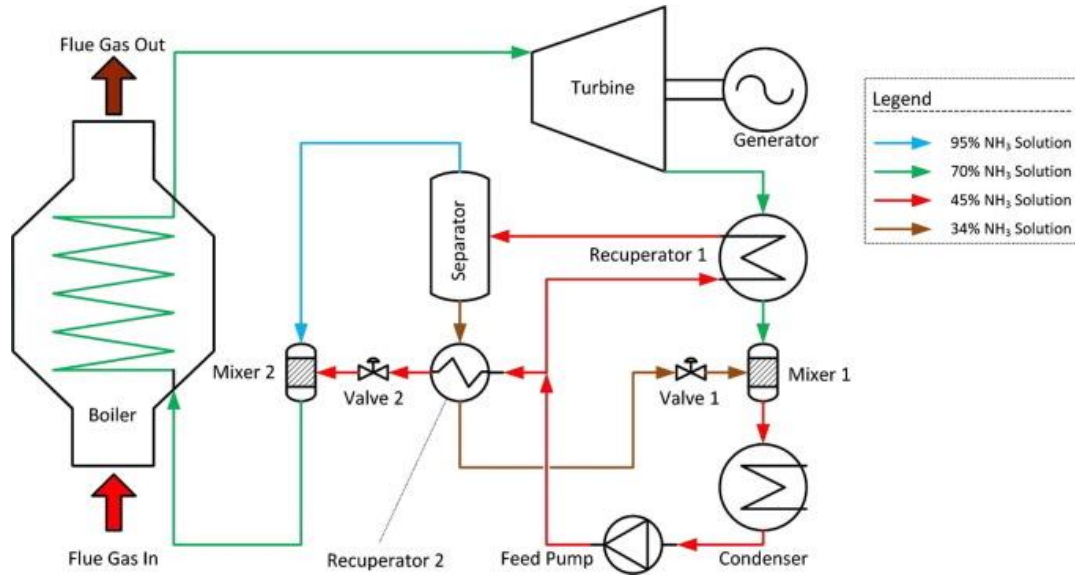 Flue Gas Out
Turbine
Generator
Legend
95% NH₃ Solution
70% NH₃ Solution
45% NH₃ Solution
34% NH₃ Solution
Separator
Recuperator 1
Mixer 2
Valve 2
Valve 1
Mixer 1
Boiler
Flue Gas In
Recuperator 2
Feed Pump
Condenser